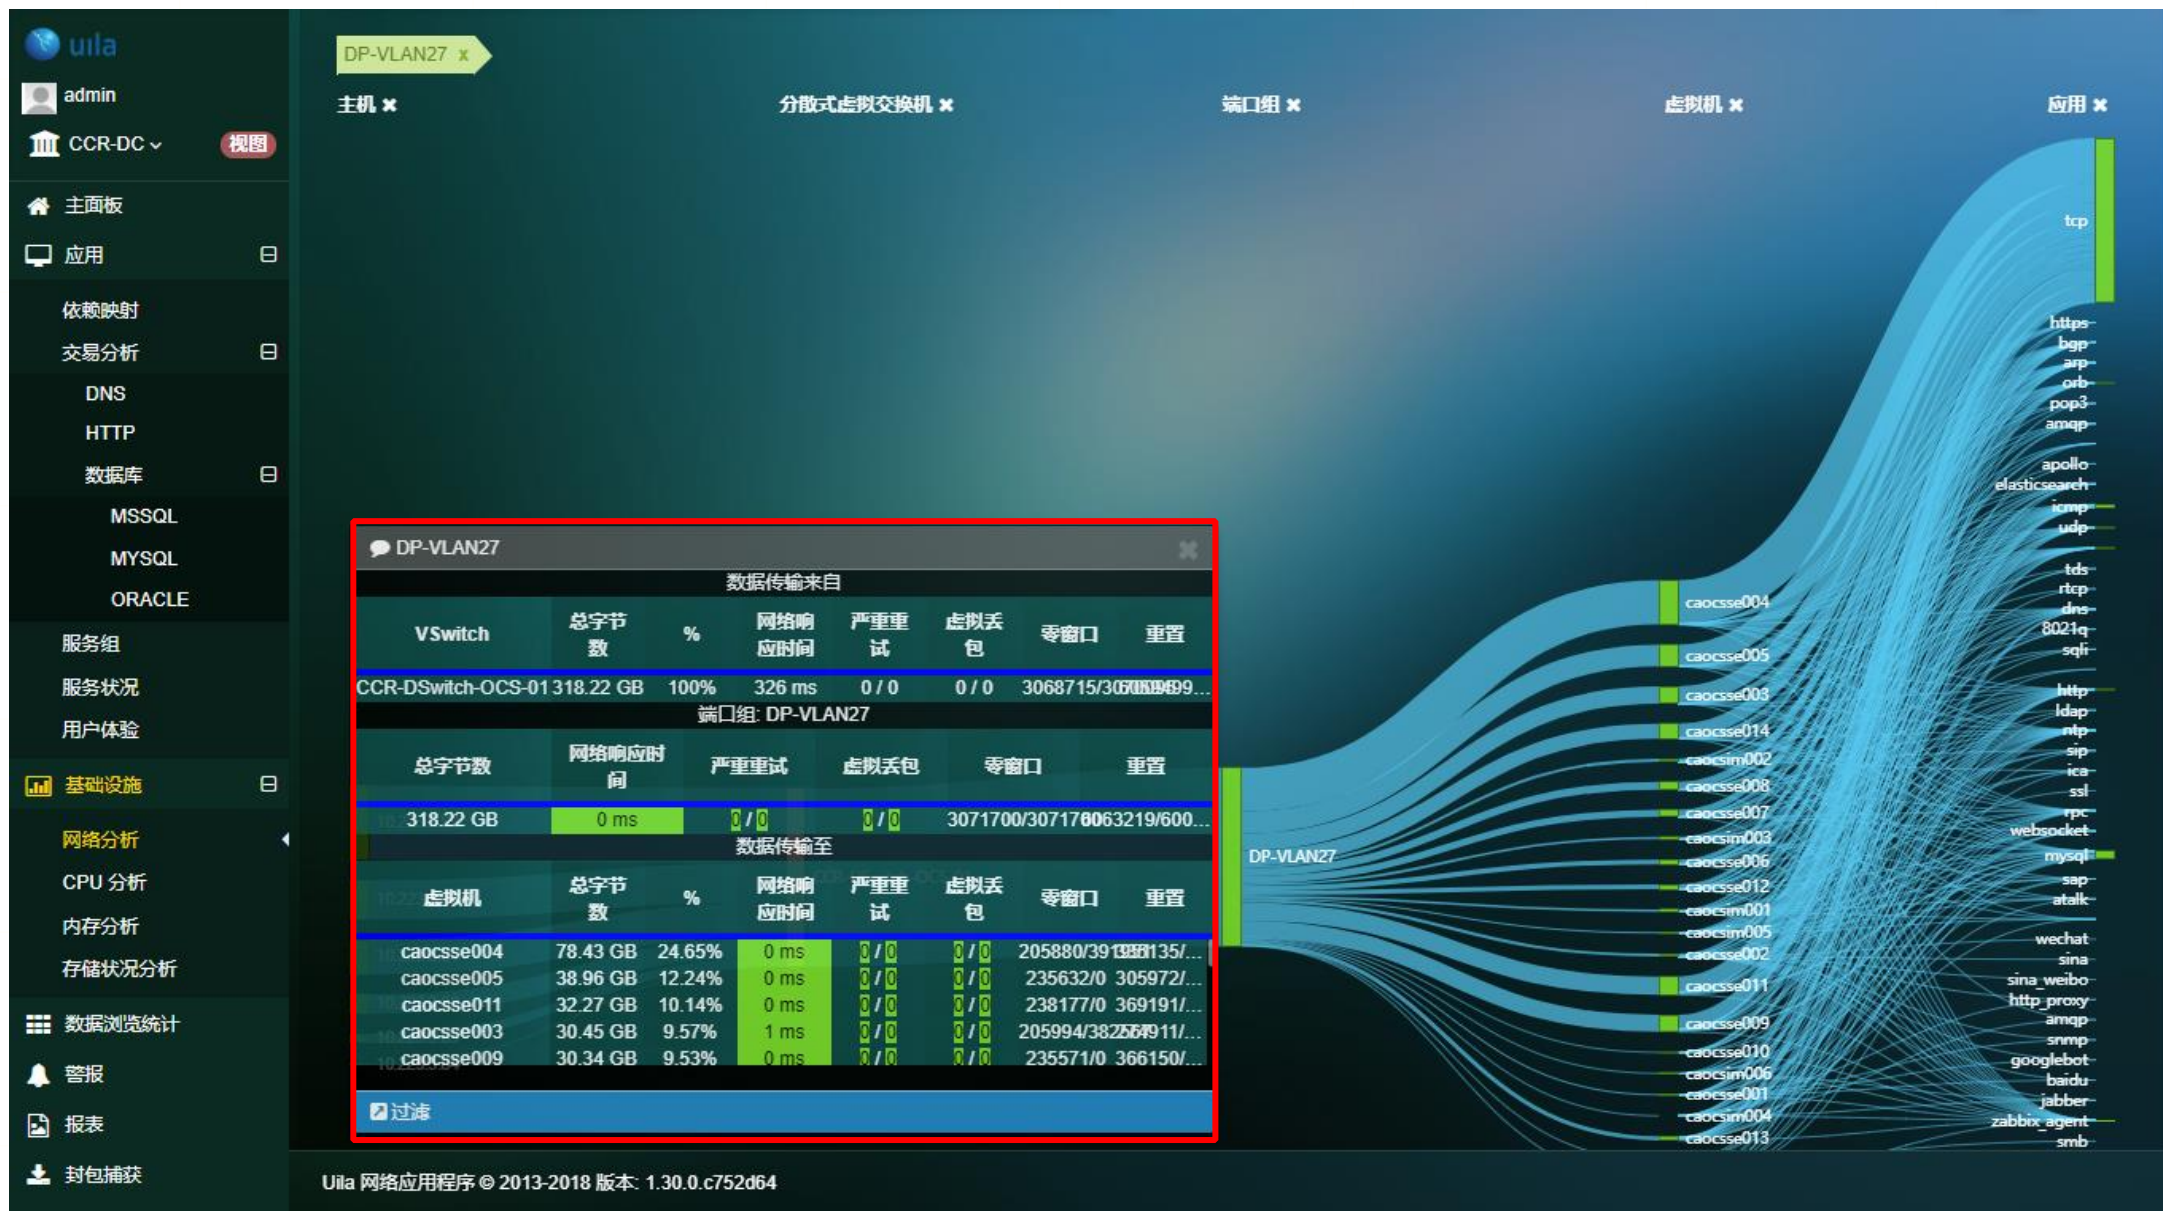 uila
admin
CCR-DC
视图
主面板
应用
依赖映射
交易分析
DNS
HTTP
数据库
MSSQL
MYSQL
ORACLE
服务组
服务状况
用户体验
基础设施
网络分析
CPU 分析
内存分析
存储状况分析
数据浏览统计
警报
报表
封包捕获
DP-VLAN27 x
主机 ✖ 分散式虚拟交换机 ✖ 端口组 ✖ 虚拟机 ✖ 应用 ✖
DP-VLAN27
数据传输来自
VSwitch 总字节数 % 网络响应时间 严重重试 虚拟丢包 零窗口 重置
CCR-DSwitch-OCS-01 318.22 GB 100% 326 ms 0 / 0 0 / 0
端口组: DP-VLAN27
总字节数 网络响应时间 严重重试 虚拟丢包 零窗口 重置
318.22 GB 0 ms 0 / 0 0 / 0
数据传输至
虚拟机 总字节数 % 网络响应时间 严重重试 虚拟丢包 零窗口 重置
caocsse004 78.43 GB 24.65% 0 ms 0 / 0 0 / 0
caocsse005 38.96 GB 12.24% 0 ms 0 / 0 0 / 0 235632/0 305972/...
caocsse011 32.27 GB 10.14% 0 ms 0 / 0 0 / 0 238177/0 369191/...
caocsse003 30.45 GB 9.57% 1 ms 0 / 0 0 / 0
caocsse009 30.34 GB 9.53% 0 ms 0 / 0 0 / 0 235571/0 366150/...
过滤
DP-VLAN27
caocsse004
caocsse005
caocsse003
caocsse014
caocsim002
caocsse008
caocsse007
caocsim003
caocsse006
caocsse012
caocsim001
caocsim005
caocsse002
caocsse011
caocsse009
caocsse010
caocsim006
caocsse001
caocsim004
caocsse013
tcp
https
bgp
arp
orb
pop3
amqp
apollo
elasticsearch
icmp
udp
tds
rtcp
dns
8021q
sqli
http
ldap
ntp
sip
ica
ssl
rpc
websocket
mysql
sap
atalk
wechat
sina
sina_weibo
http_proxy
amqp
snmp
googlebot
baidu
jabber
zabbix_agent
smb
Uila 网络应用程序 © 2013-2018 版本: 1.30.0.c752d64